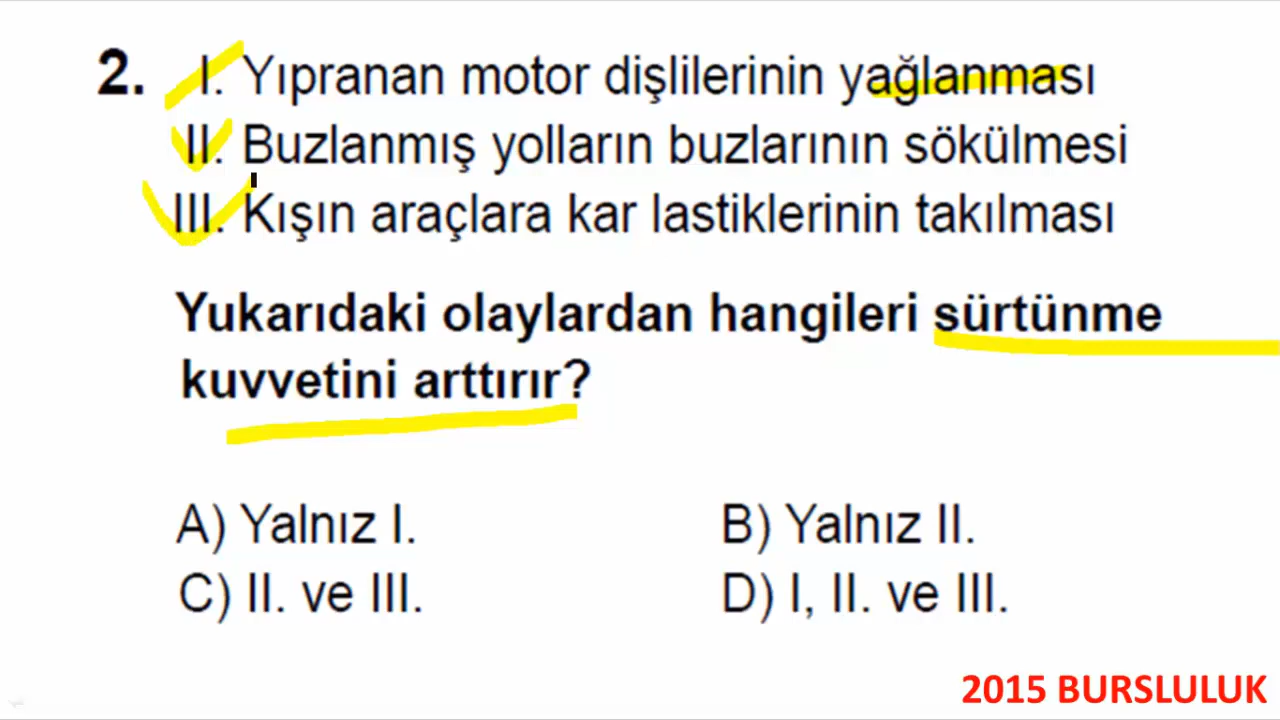 2. I. Yıpranan motor dişlilerinin yağlanması
II. Buzlanmış yolların buzlarının sökülmesi
III. Kışın araçlara kar lastiklerinin takılması
Yukarıdaki olaylardan hangileri sürtünme
kuvvetini arttırır?
A) Yalnız I. B) Yalnız II.
C) II. ve III. D) I, II. ve III.
2015 BURSLULUK